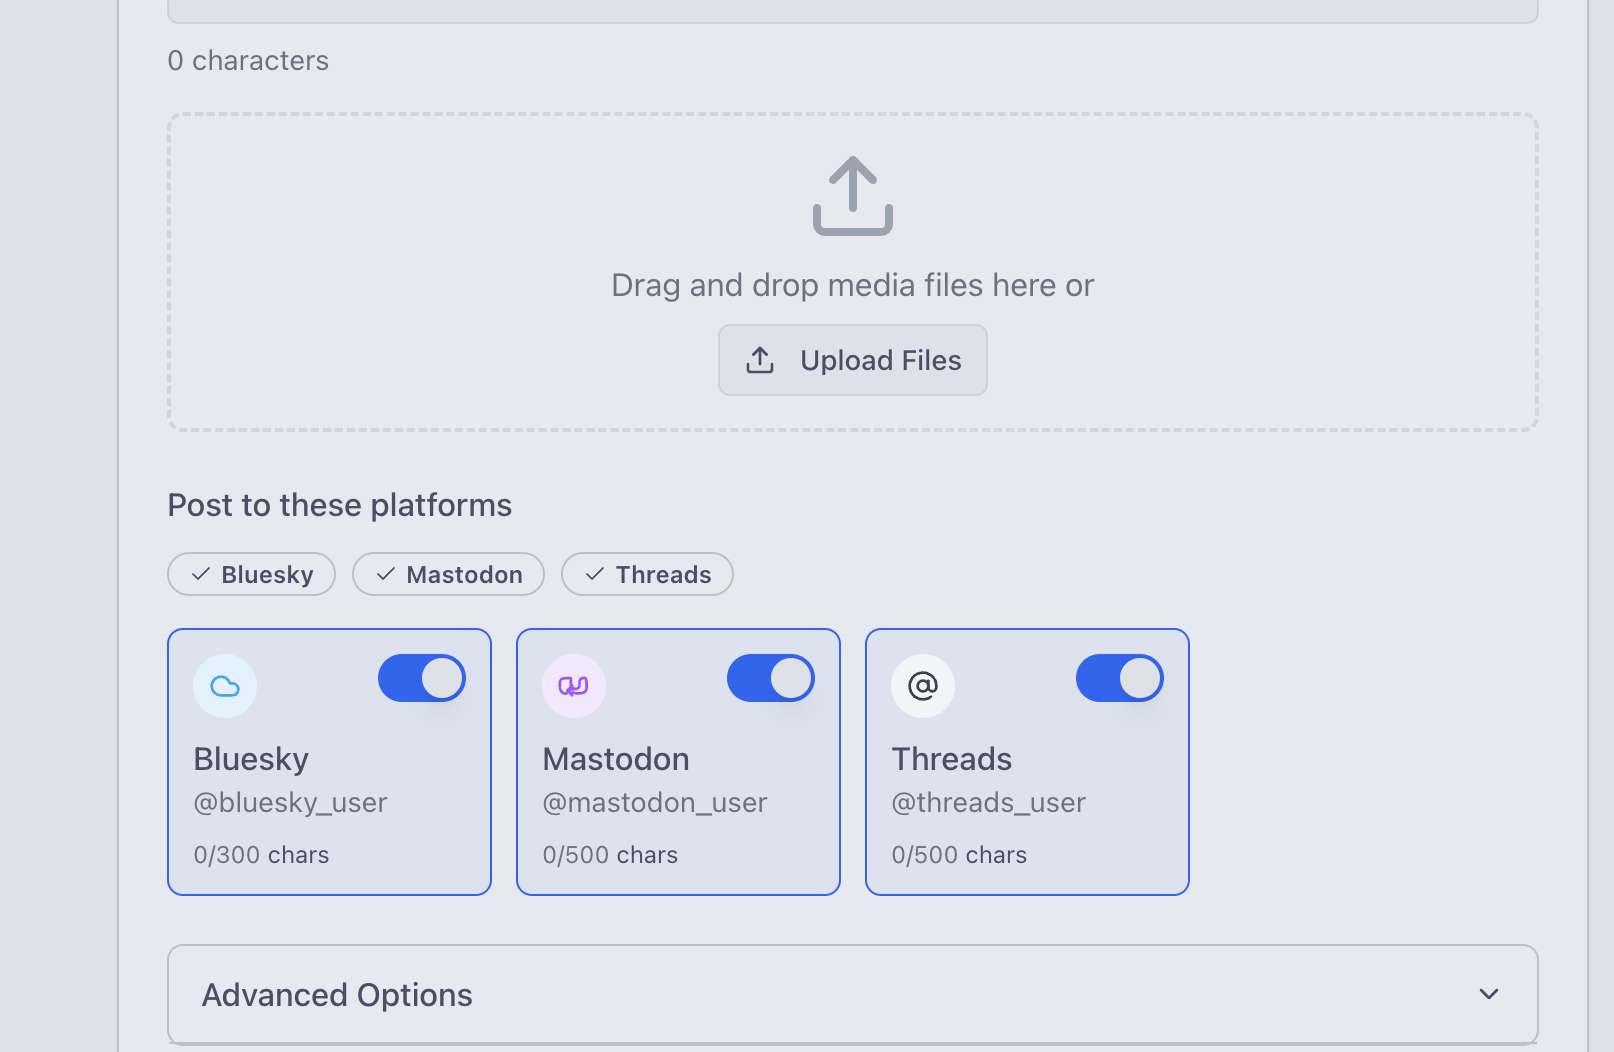 0 characters
Drag and drop media files here or
Upload Files
Post to these platforms
Bluesky Mastodon Threads
Bluesky
@bluesky_user
0/300 chars
Mastodon
@mastodon_user
0/500 chars
Threads
@threads_user
0/500 chars
Advanced Options